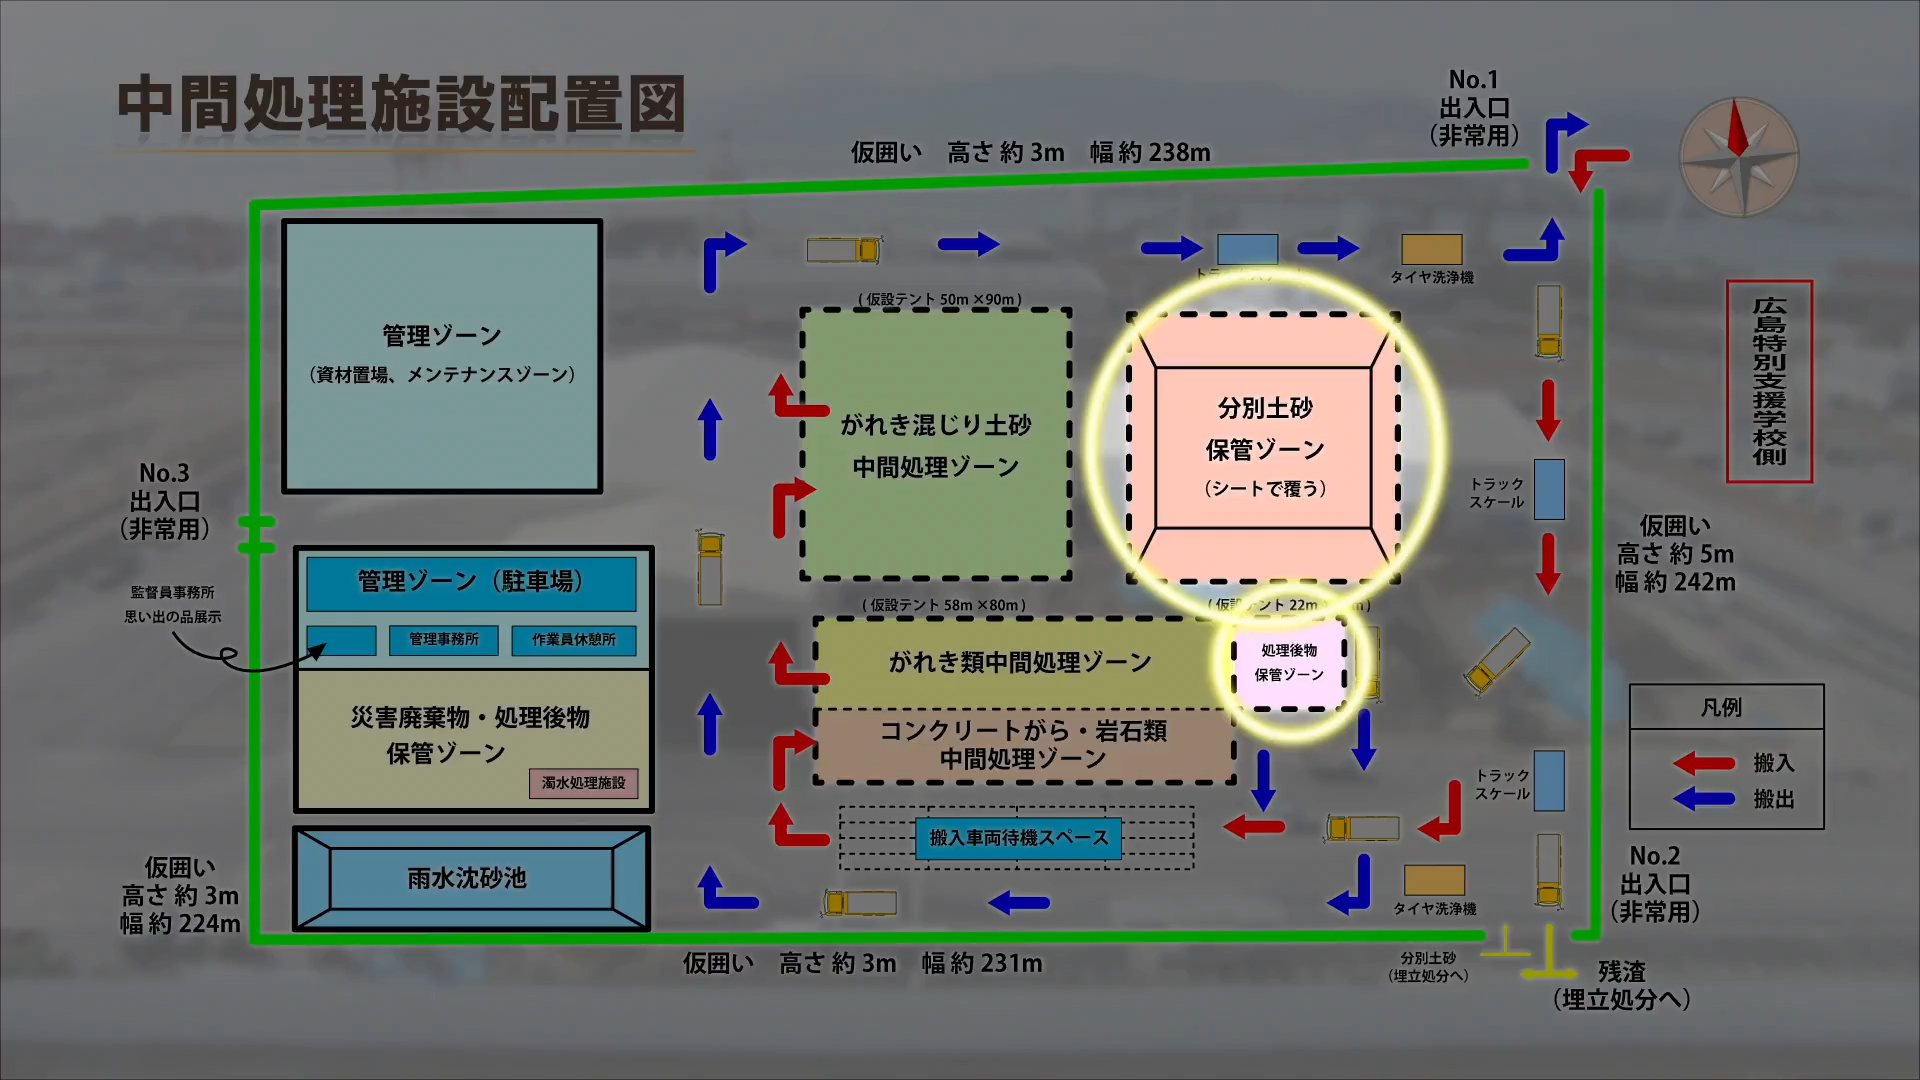 中間処理施設配置図
No.1
出入口
（非常用）
仮囲い　高さ 約 3m　幅 約 238m
タイヤ洗浄機
管理ゾーン
（資材置場、メンテナンスゾーン）
( 仮設テント 50m ×90m )
がれき混じり土砂
中間処理ゾーン
分別土砂
保管ゾーン
（シートで覆う）
広島特別支援学校側
トラック
スケール
No.3
出入口
（非常用）
仮囲い
高さ 約 5m
幅 約 242m
監督員事務所
思い出の品展示
管理ゾーン（駐車場）
管理事務所
作業員休憩所
( 仮設テント 58m ×80m )
( 仮設テント 22m
がれき類中間処理ゾーン
処理後物
保管ゾーン
災害廃棄物・処理後物
保管ゾーン
濁水処理施設
コンクリートがら・岩石類
中間処理ゾーン
凡例
搬入
搬出
トラック
スケール
搬入車両待機スペース
仮囲い
高さ 約 3m
幅 約 224m
雨水沈砂池
タイヤ洗浄機
No.2
出入口
（非常用）
仮囲い　高さ 約 3m　幅 約 231m
分別土砂
（埋立処分へ）
残渣
（埋立処分へ）